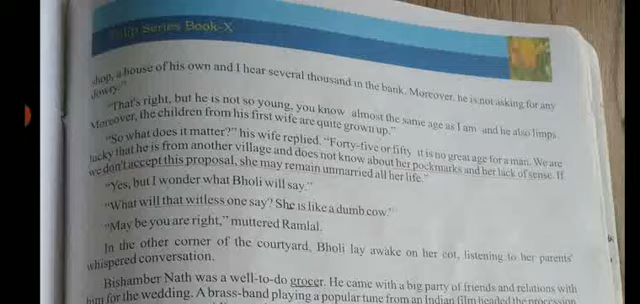 Tulip Series Book-X
shop, a house of his own and I hear several thousand in the bank. Moreover, he is not asking for any
dowry."
"That's right, but he is not so young, you know almost the same age as I am and he also limps.
Moreover, the children from his first wife are quite grown up."
"So what does it matter?" his wife replied. "Forty-five or fifty it is no great age for a man. We are
lucky that he is from another village and does not know about her pockmarks and her lack of sense. If
we don't accept this proposal, she may remain unmarried all her life."
"Yes, but I wonder what Bholi will say."
"What will that witless one say? She is like a dumb cow."
"May be you are right," muttered Ramlal.
In the other corner of the courtyard, Bholi lay awake on her cot, listening to her parents'
whispered conversation.
Bishamber Nath was a well-to-do grocer. He came with a big party of friends and relations with
him for the wedding. A brass-band playing a popular tune from an Indian film headed the procession